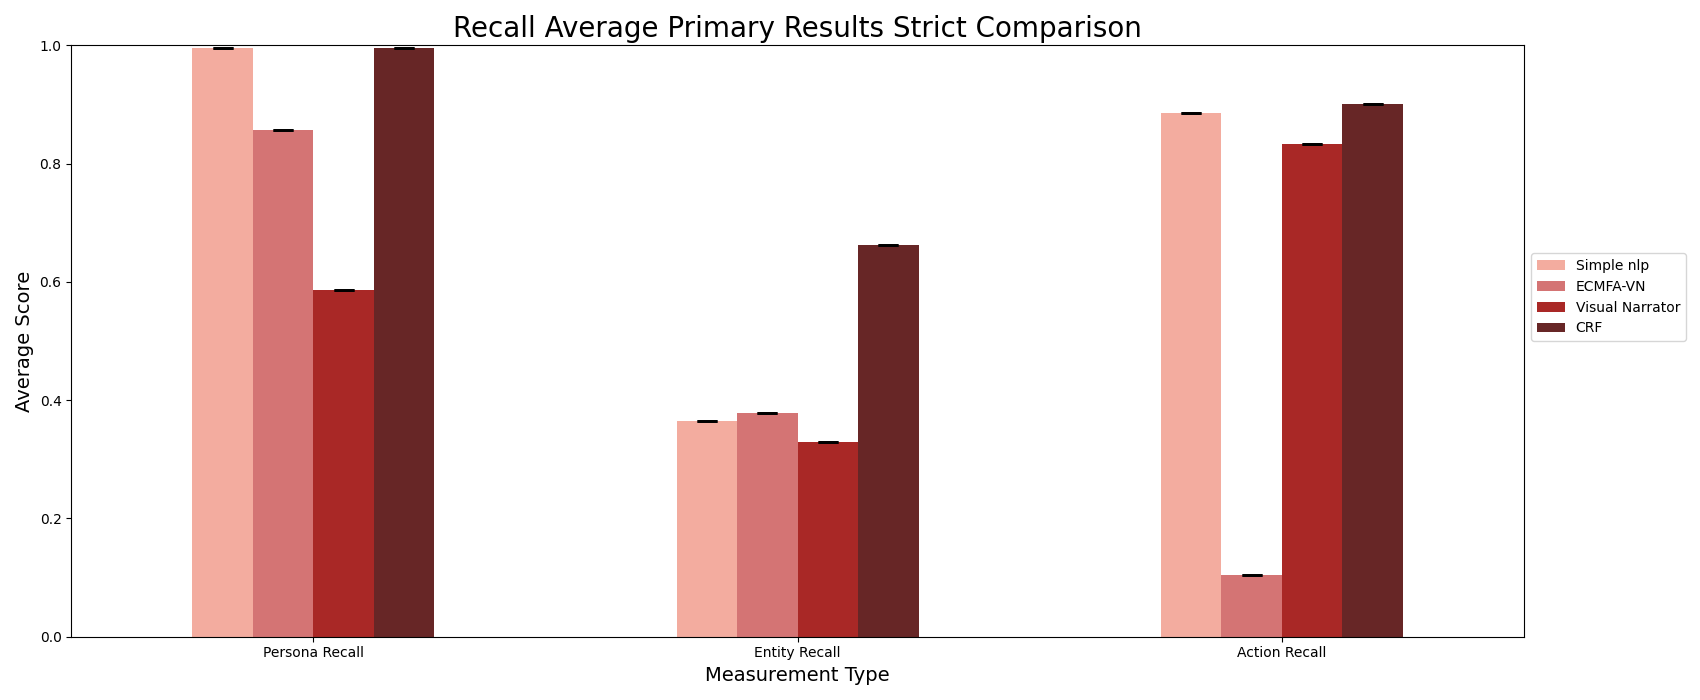 Recall Average Primary Results Strict Comparison
Average Score
1.0
0.8
0.6
0.4
0.2
0.0
Persona Recall
Entity Recall
Action Recall
Measurement Type
Simple nlp
ECMFA-VN
Visual Narrator
CRF